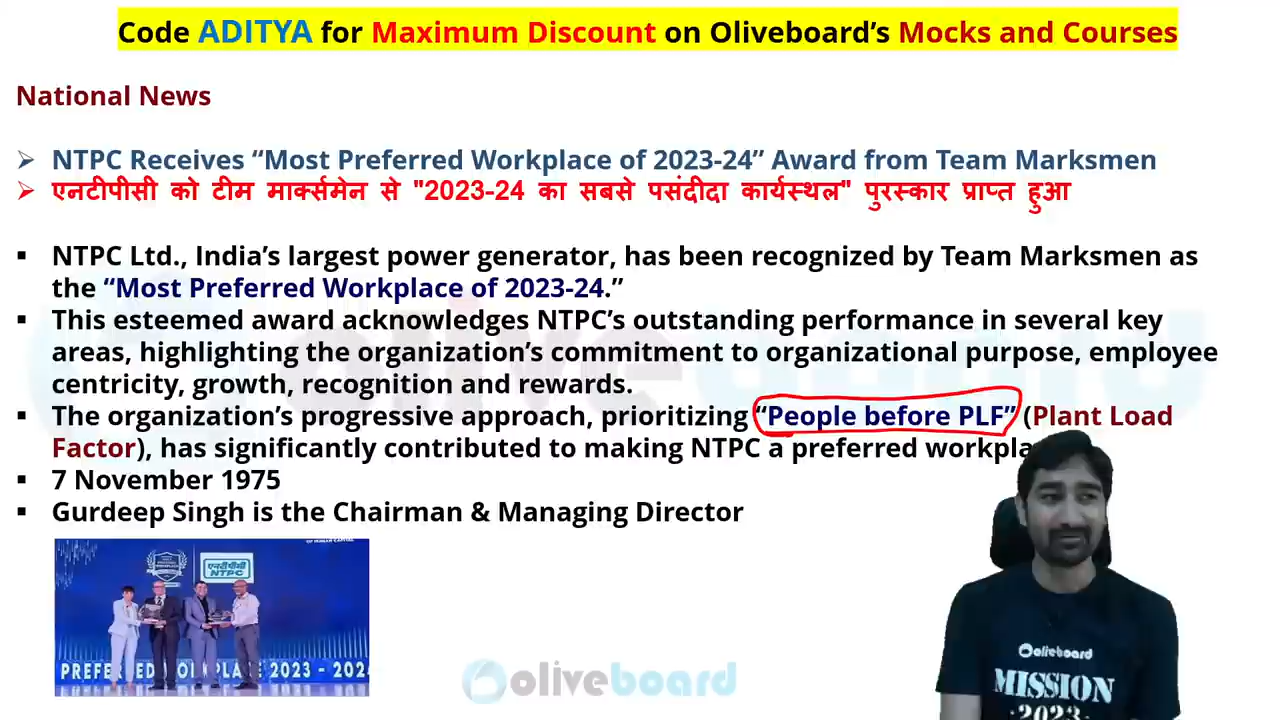 Code ADITYA for Maximum Discount on Oliveboard’s Mocks and Courses
National News
NTPC Receives “Most Preferred Workplace of 2023-24” Award from Team Marksmen
एनटीपीसी को टीम मार्क्समेन से "2023-24 का सबसे पसंदीदा कार्यस्थल" पुरस्कार प्राप्त हुआ
NTPC Ltd., India’s largest power generator, has been recognized by Team Marksmen as
the “Most Preferred Workplace of 2023-24.”
This esteemed award acknowledges NTPC’s outstanding performance in several key
areas, highlighting the organization’s commitment to organizational purpose, employee
centricity, growth, recognition and rewards.
The organization’s progressive approach, prioritizing “People before PLF” (Plant Load
Factor), has significantly contributed to making NTPC a preferred
7 November 1975
Gurdeep Singh is the Chairman & Managing Director
एनटीपीसी
NTPC
2023 - 2024
oliveboard
oliveboard
MISSION
2023